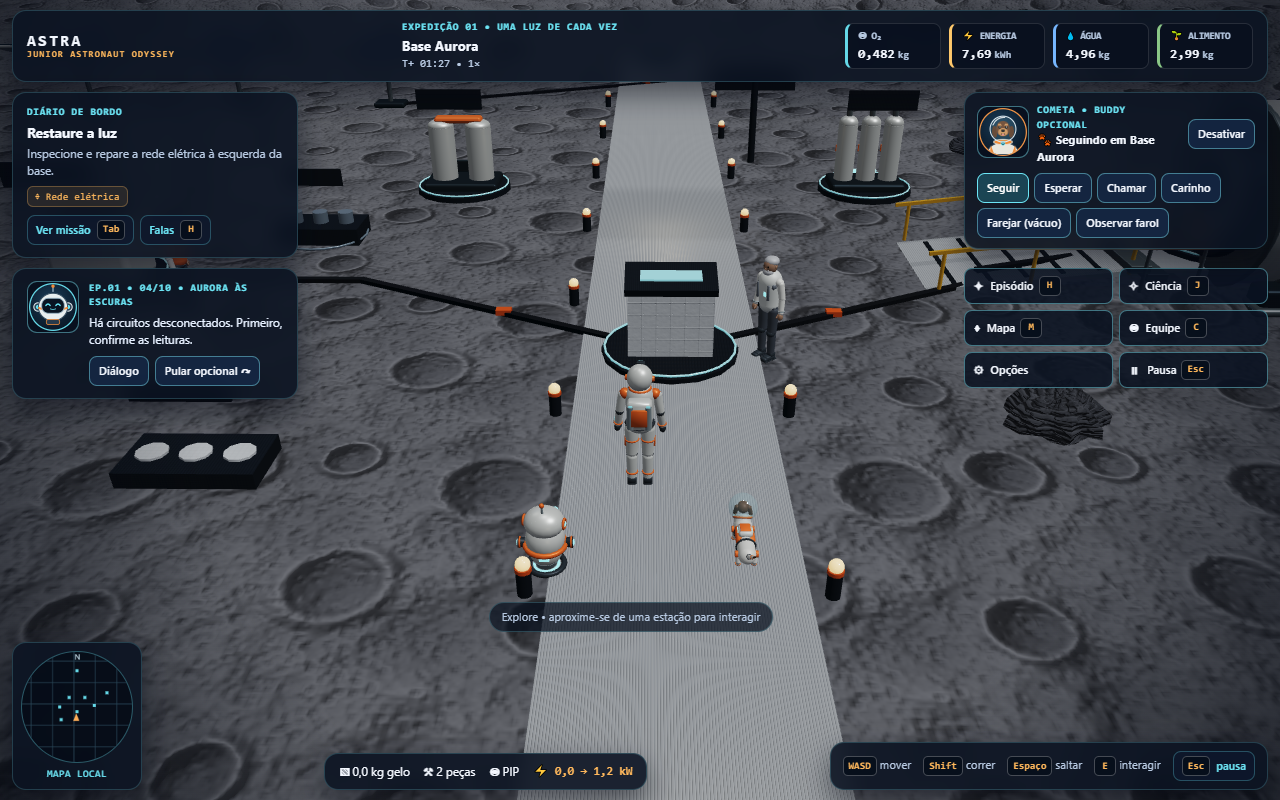 ASTRA
JUNIOR ASTRONAUT ODYSSEY
EXPEDIÇÃO 01 • UMA LUZ DE CADA VEZ
Base Aurora
T+ 01:27 • 1×
O₂
0,482 kg
ENERGIA
7,69 kWh
ÁGUA
4,96 kg
ALIMENTO
2,99 kg
DIÁRIO DE BORDO
Restaure a luz
Inspecione e repare a rede elétrica à esquerda da
base.
Rede elétrica
Ver missão Tab
Falas H
EP.01 • 04/10 • AURORA ÀS
ESCURAS
Há circuitos desconectados. Primeiro,
confirme as leituras.
Diálogo
Pular opcional ↷
COMETA • BUDDY
OPCIONAL
Seguindo em Base
Aurora
Desativar
Seguir
Esperar
Chamar
Carinho
Farejar (vácuo)
Observar farol
Episódio H
Ciência J
Mapa M
Equipe C
Opções
Pausa Esc
Explore • aproxime-se de uma estação para interagir
N
MAPA LOCAL
0,0 kg gelo 2 peças PIP 0,0 → 1,2 kW
WASD mover Shift correr Espaço saltar E interagir Esc pausa